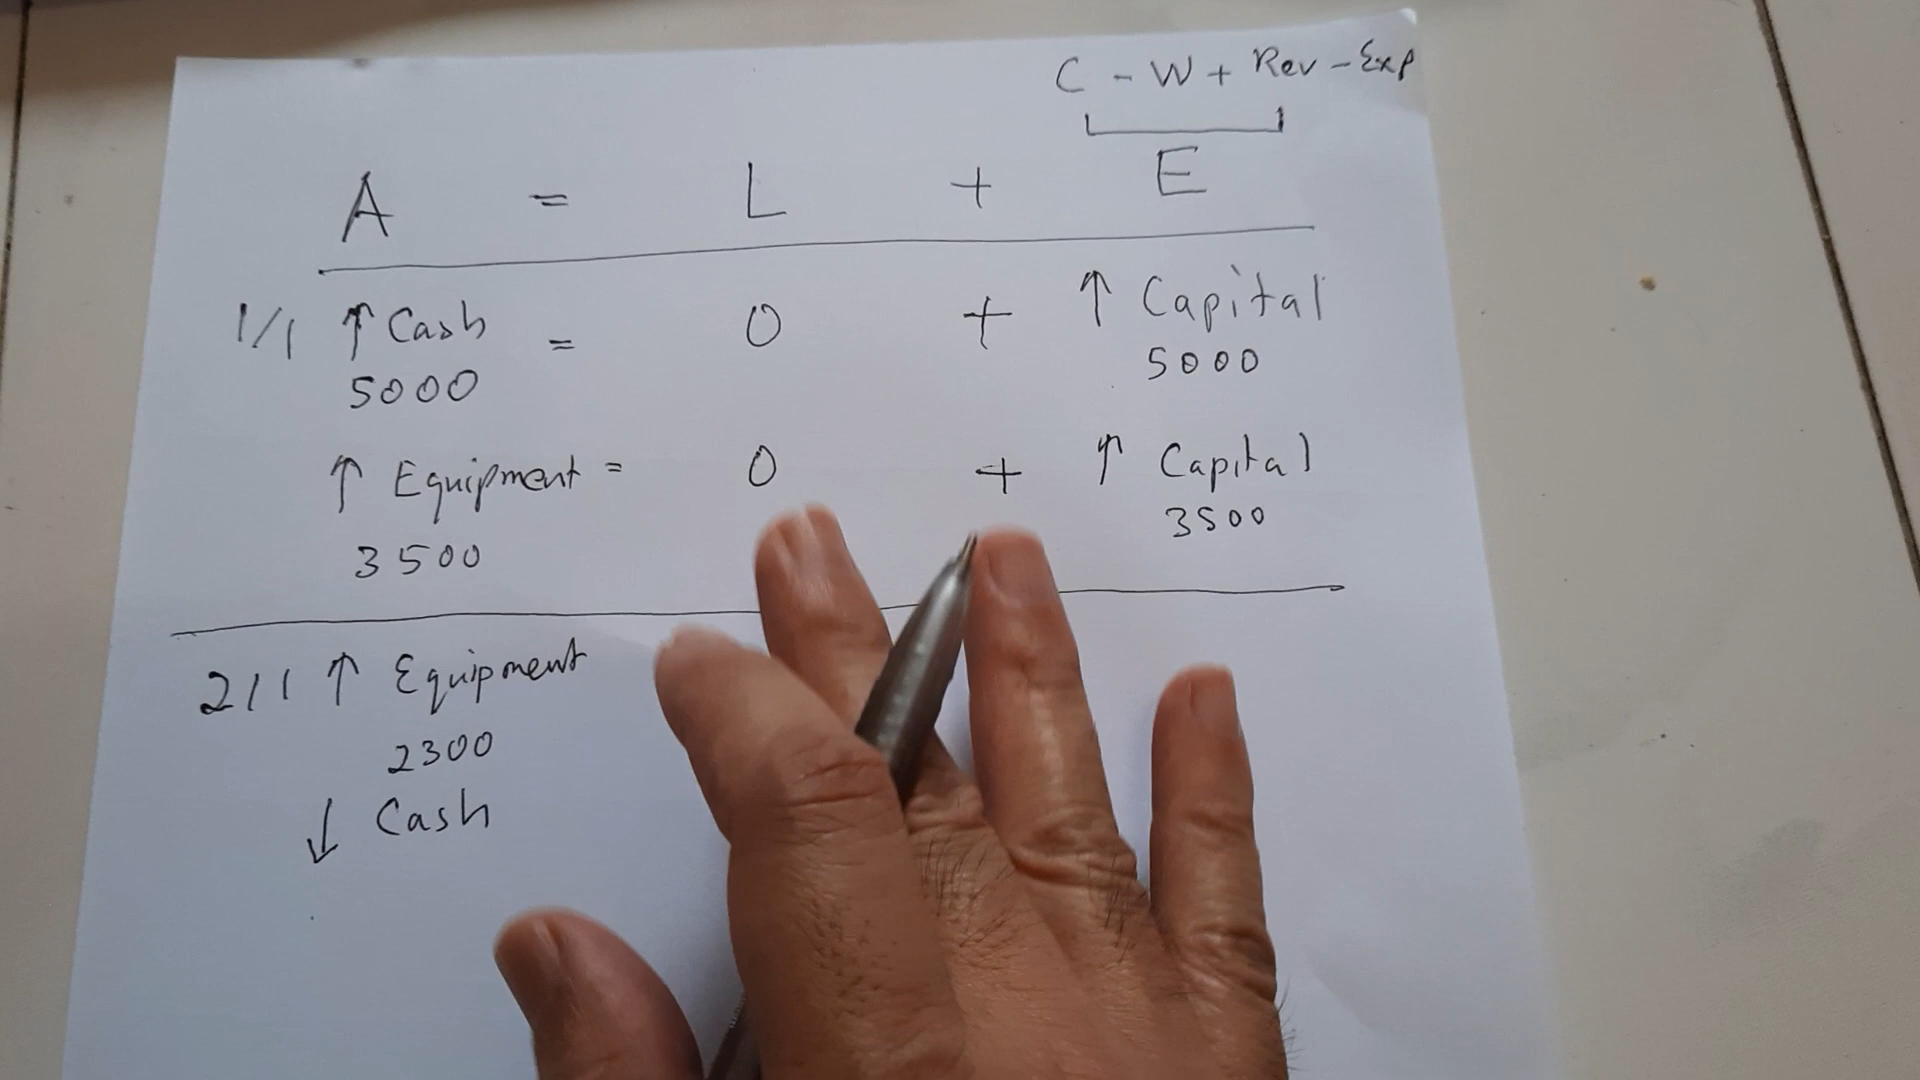 C - W + Rev - Exp
A = L + E
1/1 ↑ Cash = 0 + ↑ Capital
5000 5000
↑ Equipment = 0 + ↑ Capital
3500 3500
2/1 ↑ Equipment
2300
↓ Cash